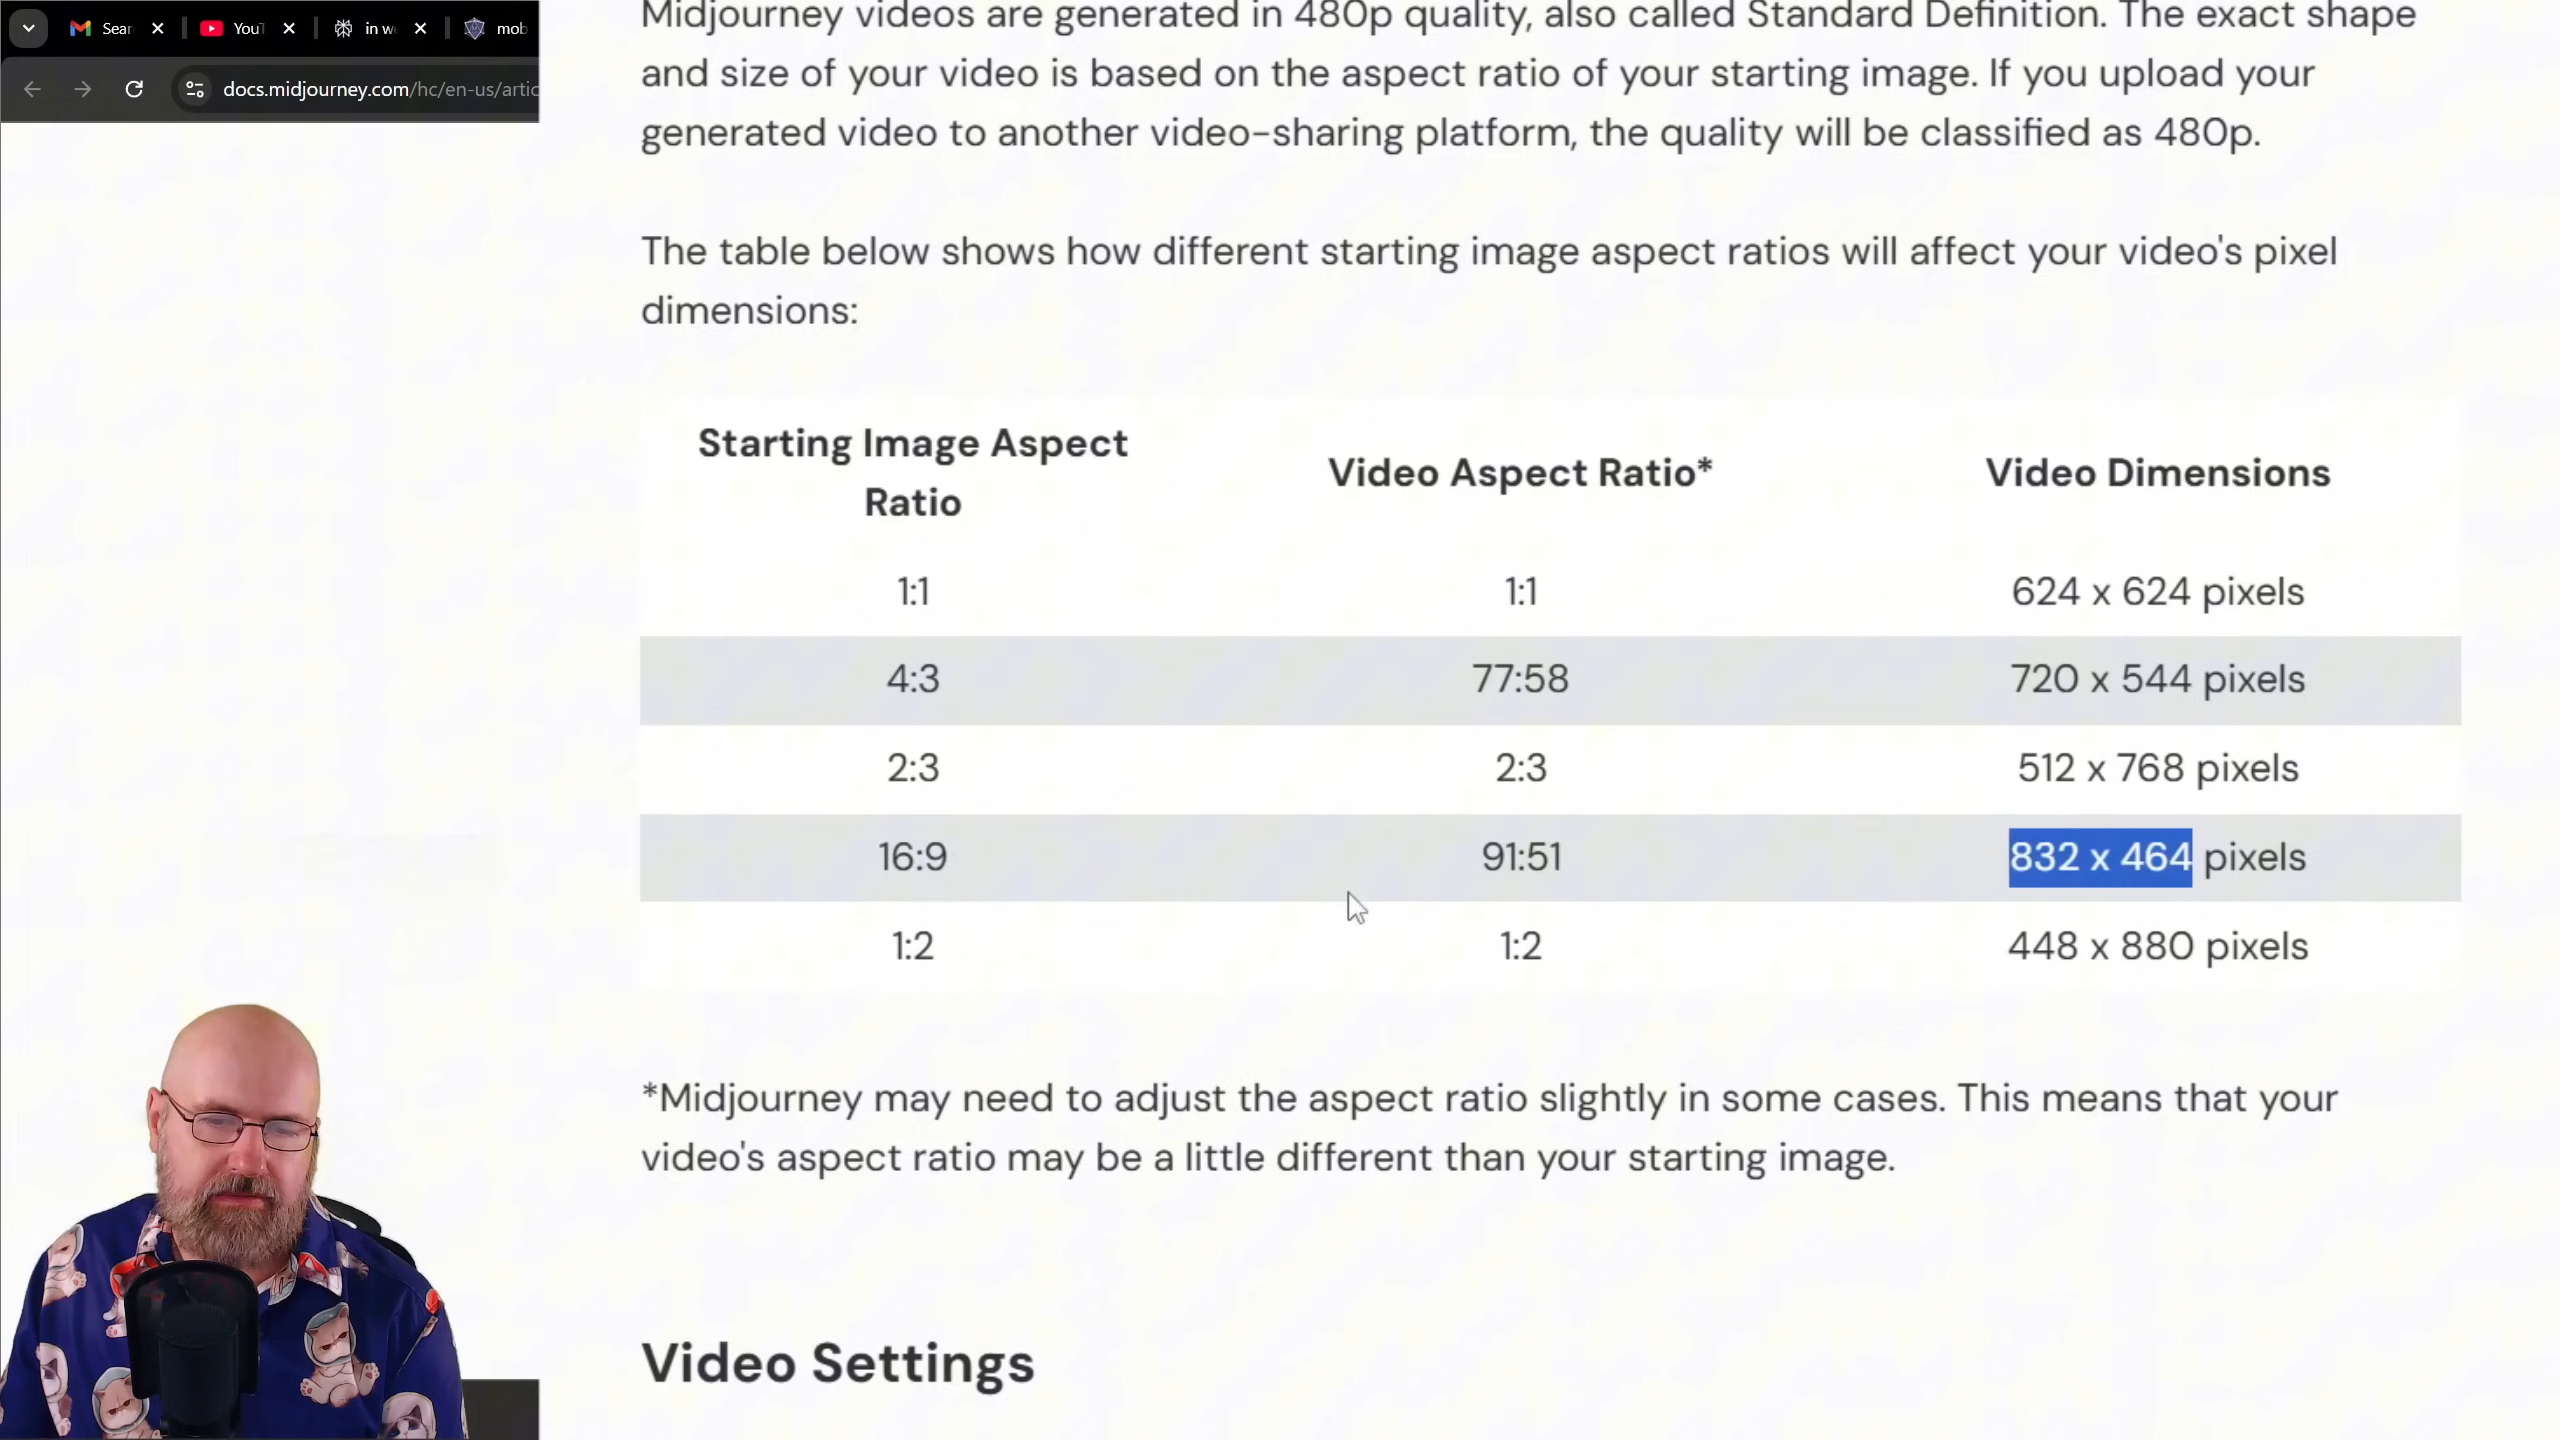 Sear
YouT
in w
mob
docs.midjourney.com/hc/en-us/artic
Midjourney videos are generated in 480p quality, also called Standard Definition. The exact shape
and size of your video is based on the aspect ratio of your starting image. If you upload your
generated video to another video-sharing platform, the quality will be classified as 480p.
The table below shows how different starting image aspect ratios will affect your video's pixel
dimensions:
Starting Image Aspect
Ratio
Video Aspect Ratio*
Video Dimensions
1:1
1:1
624 x 624 pixels
4:3
77:58
720 x 544 pixels
2:3
2:3
512 x 768 pixels
16:9
91:51
832 x 464 pixels
1:2
1:2
448 x 880 pixels
*Midjourney may need to adjust the aspect ratio slightly in some cases. This means that your
video's aspect ratio may be a little different than your starting image.
Video Settings